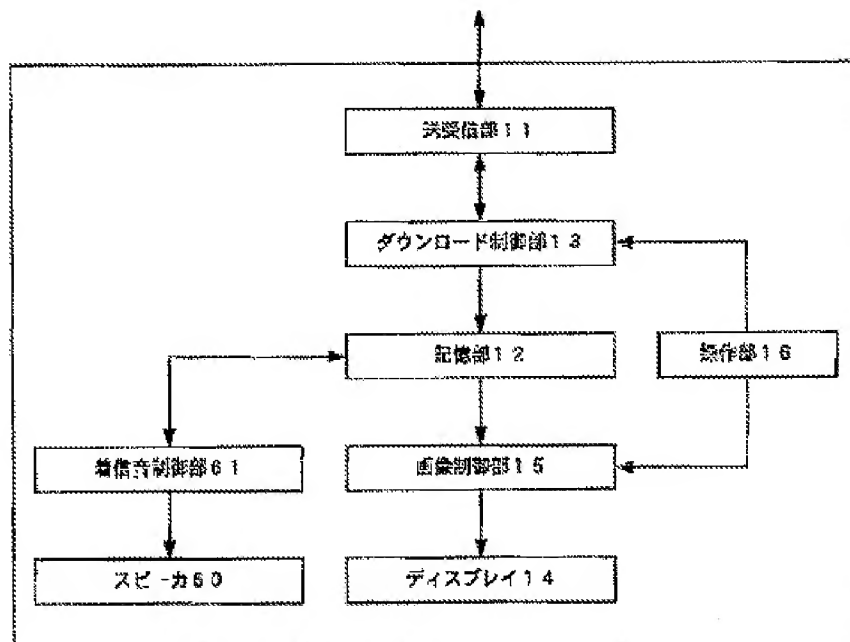 送受信部11
ダウンロード制御部13
記憶部12
操作部16
着信音制御部61
画像制御部15
スピーカ60
ディスプレイ14